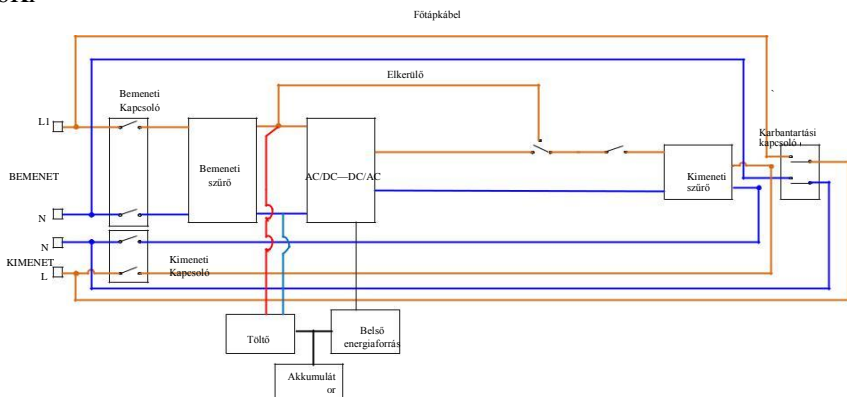 Főtápkábel
Elkerülő
Bemeneti
Kapcsoló
L1
Bemeneti
szűrő
AC/DC—DC/AC
Karbantartási
kapcsoló
Kimeneti
szűrő
BEMENET
N
N
KIMENET
L
Kimeneti
Kapcsoló
Töltő
Belső
energiaforrás
Akkumulát
or